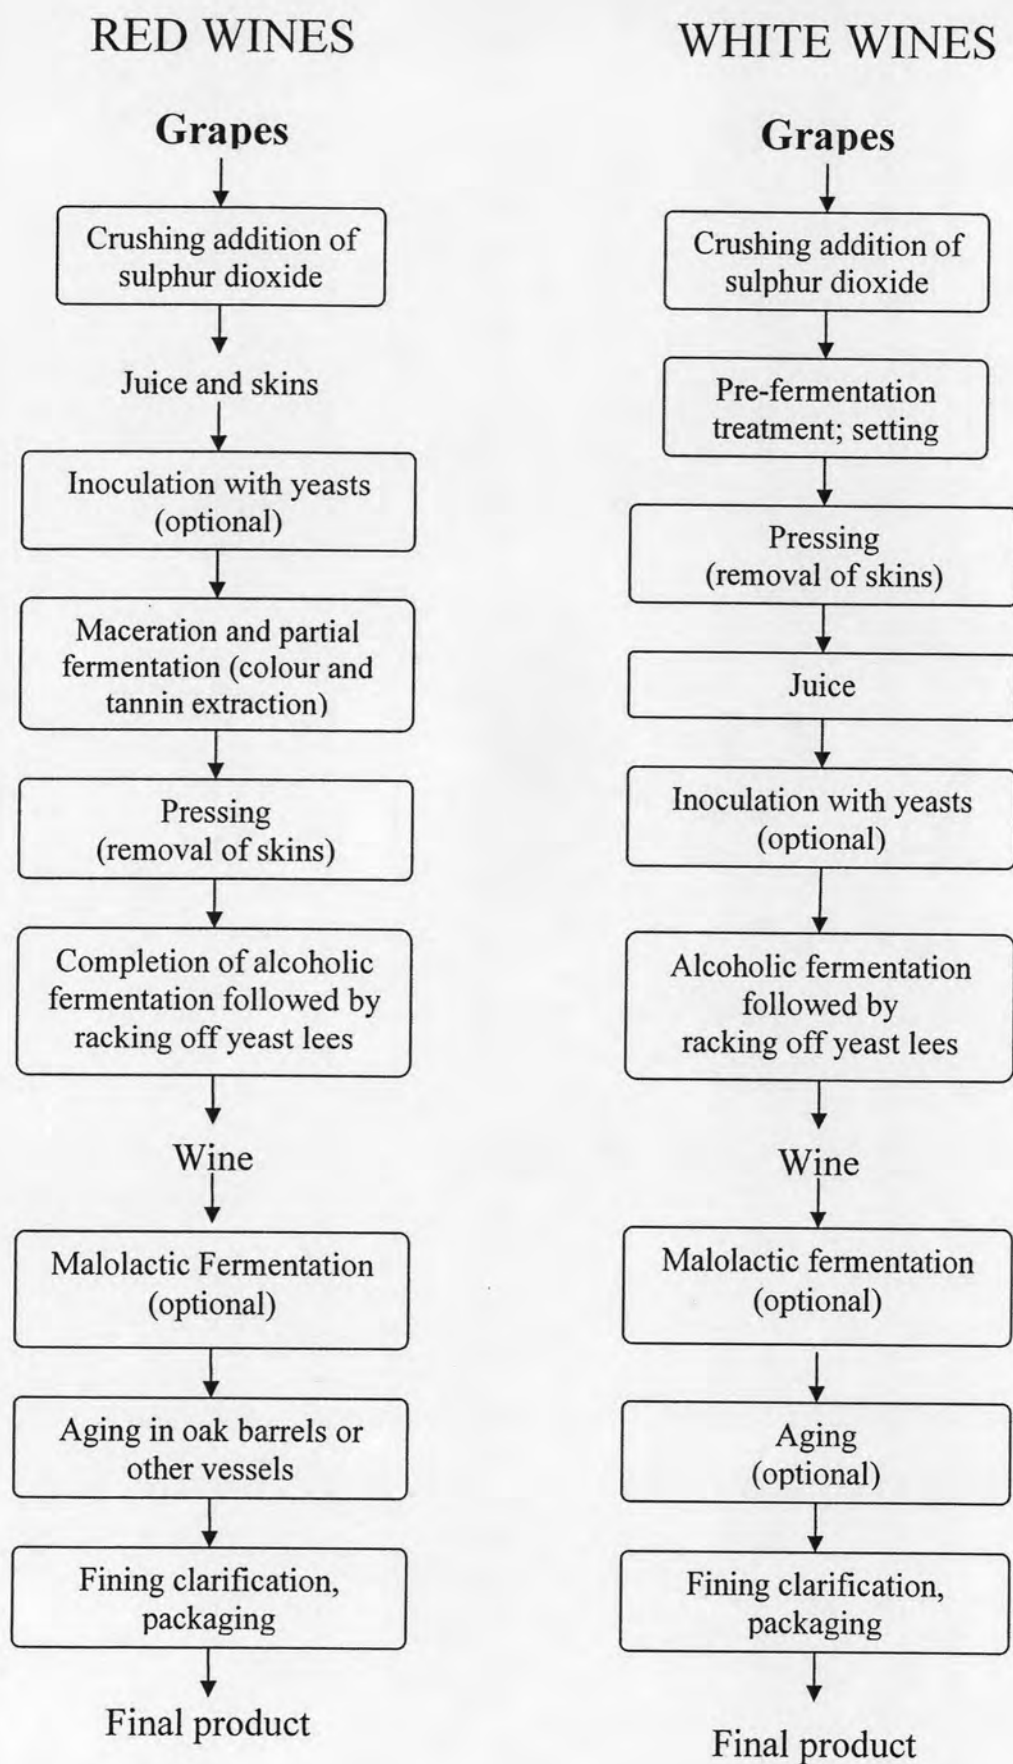 RED WINES
Grapes
Crushing addition of
sulphur dioxide
Juice and skins
Inoculation with yeasts
(optional)
Maceration and partial
fermentation (colour and
tannin extraction)
Pressing
(removal of skins)
Completion of alcoholic
fermentation followed by
racking off yeast lees
Wine
Malolactic Fermentation
(optional)
Aging in oak barrels or
other vessels
Fining clarification,
packaging
Final product
WHITE WINES
Grapes
Crushing addition of
sulphur dioxide
Pre-fermentation
treatment; setting
Pressing
(removal of skins)
Juice
Inoculation with yeasts
(optional)
Alcoholic fermentation
followed by
racking off yeast lees
Wine
Malolactic fermentation
(optional)
Aging
(optional)
Fining clarification,
packaging
Final product